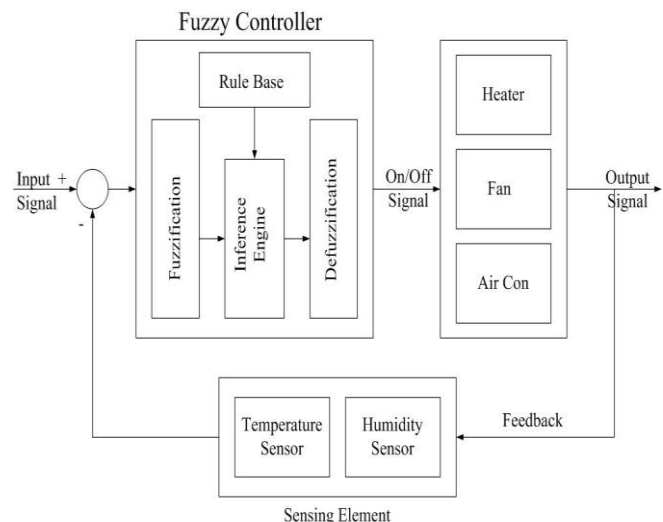 Fuzzy Controller
Rule Base
Heater
Input +
Signal
-
Fuzzification
Inference
Engine
Defuzzification
On/Off
Signal
Fan
Output
Signal
Air Con
Temperature
Sensor
Humidity
Sensor
Feedback
Sensing Element